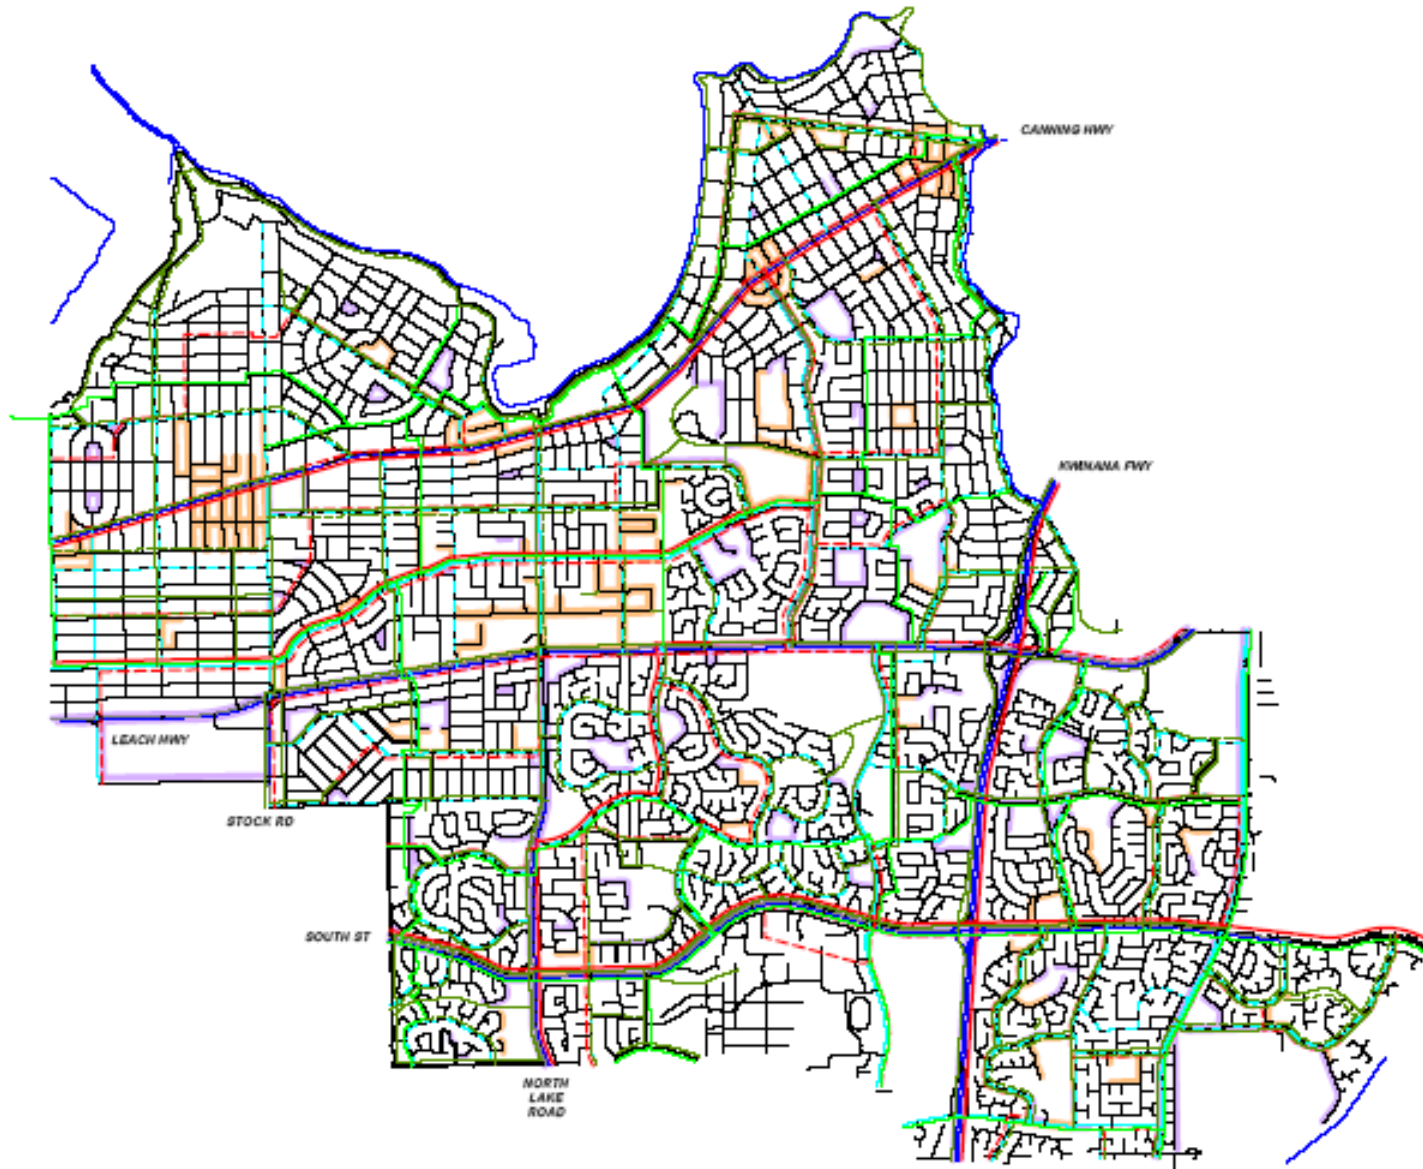 CANNING HWY
KWINANA FWY
LEACH HWY
STOCK RD
SOUTH ST
NORTH
LAKE
ROAD